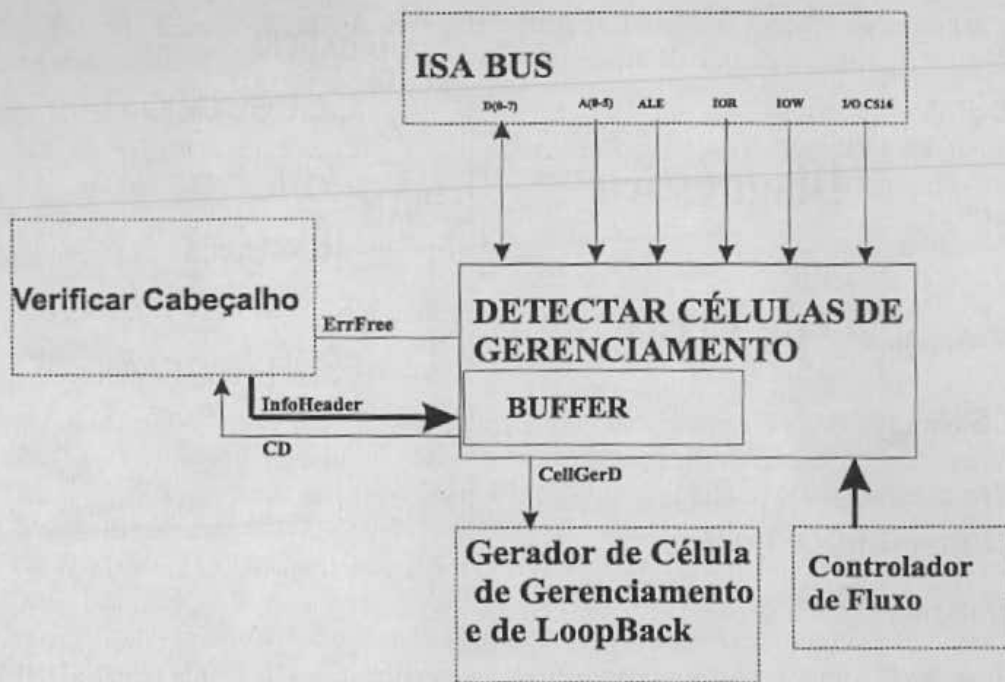 ISA BUS
D(0-7) A(0-5) ALE IOR IOW I/O CS16
Verificar Cabeçalho
ErrFree
DETECTAR CÉLULAS DE
GERENCIAMENTO
InfoHeader
BUFFER
CD
CellGerD
Gerador de Célula
de Gerenciamento
e de LoopBack
Controlador
de Fluxo